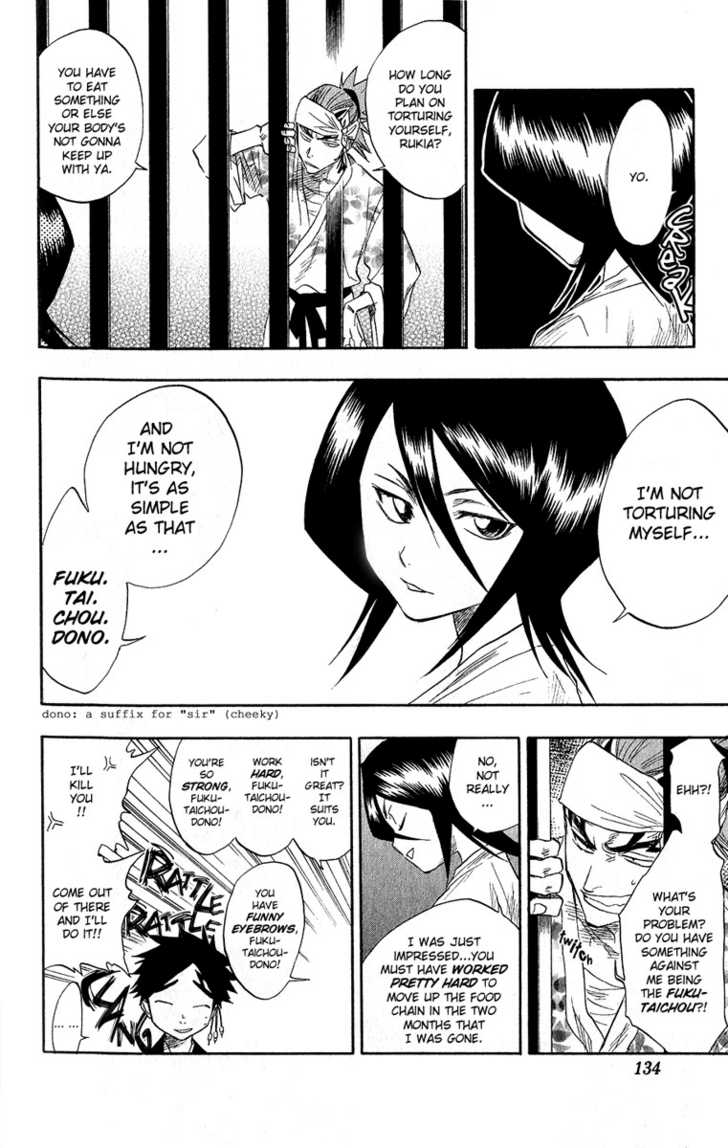 YO.
CREAK
HOW LONG
DO YOU
PLAN ON
TORTURING
YOURSELF,
RUKIA?
YOU HAVE
TO EAT
SOMETHING
OR ELSE
YOUR BODY'S
NOT GONNA
KEEP UP
WITH YA.
I'M NOT
TORTURING
MYSELF...
AND
I'M NOT
HUNGRY,
IT'S AS
SIMPLE
AS THAT
...
FUKU.
TAI.
CHOU.
DONO.
dono: a suffix for "sir" (cheeky)
EHH?!
WHAT'S
YOUR
PROBLEM?
DO YOU HAVE
SOMETHING
AGAINST
ME BEING
THE FUKU-
TAICHOU?!
twitch
NO,
NOT
REALLY
...
I WAS JUST
IMPRESSED...YOU
MUST HAVE WORKED
PRETTY HARD TO
MOVE UP THE FOOD
CHAIN IN THE TWO
MONTHS THAT
I WAS GONE.
ISN'T
IT
GREAT?
IT
SUITS
YOU.
WORK
HARD,
FUKU-
TAICHOU-
DONO!
YOU'RE
SO
STRONG,
FUKU-
TAICHOU-
DONO!
YOU
HAVE
FUNNY
EYEBROWS,
FUKU-
TAICHOU-
DONO!
I'LL
KILL
YOU
!!
RATTLE
RATTLE
COME OUT
OF THERE
AND I'LL
DO IT!!
CLANG
... ...
134